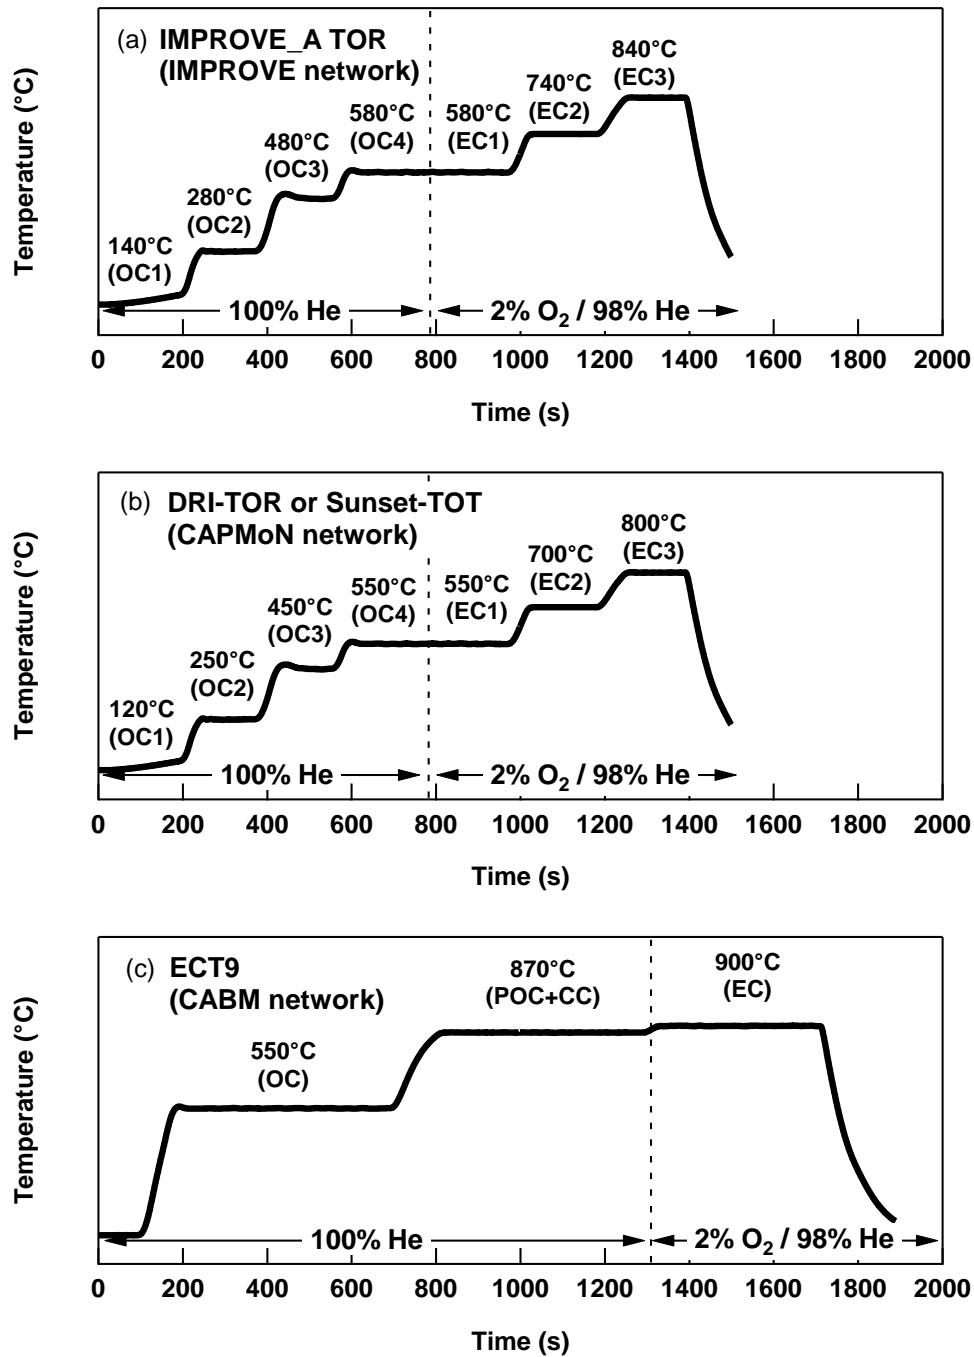 (a) IMPROVE_A TOR
(IMPROVE network)
840°C
(EC3)
740°C
(EC2)
580°C
(OC4)
580°C
(EC1)
480°C
(OC3)
280°C
(OC2)
140°C
(OC1)
100% He
2% O₂ / 98% He
Temperature (°C)
0 200 400 600 800 1000 1200 1400 1600 1800 2000
Time (s)
(b) DRI-TOR or Sunset-TOT
(CAPMoN network)
800°C
(EC3)
700°C
(EC2)
550°C
(OC4)
550°C
(EC1)
450°C
(OC3)
250°C
(OC2)
120°C
(OC1)
100% He
2% O₂ / 98% He
Temperature (°C)
0 200 400 600 800 1000 1200 1400 1600 1800 2000
Time (s)
(c) ECT9
(CABM network)
870°C
(POC+CC)
900°C
(EC)
550°C
(OC)
100% He
2% O₂ / 98% He
Temperature (°C)
0 200 400 600 800 1000 1200 1400 1600 1800 2000
Time (s)